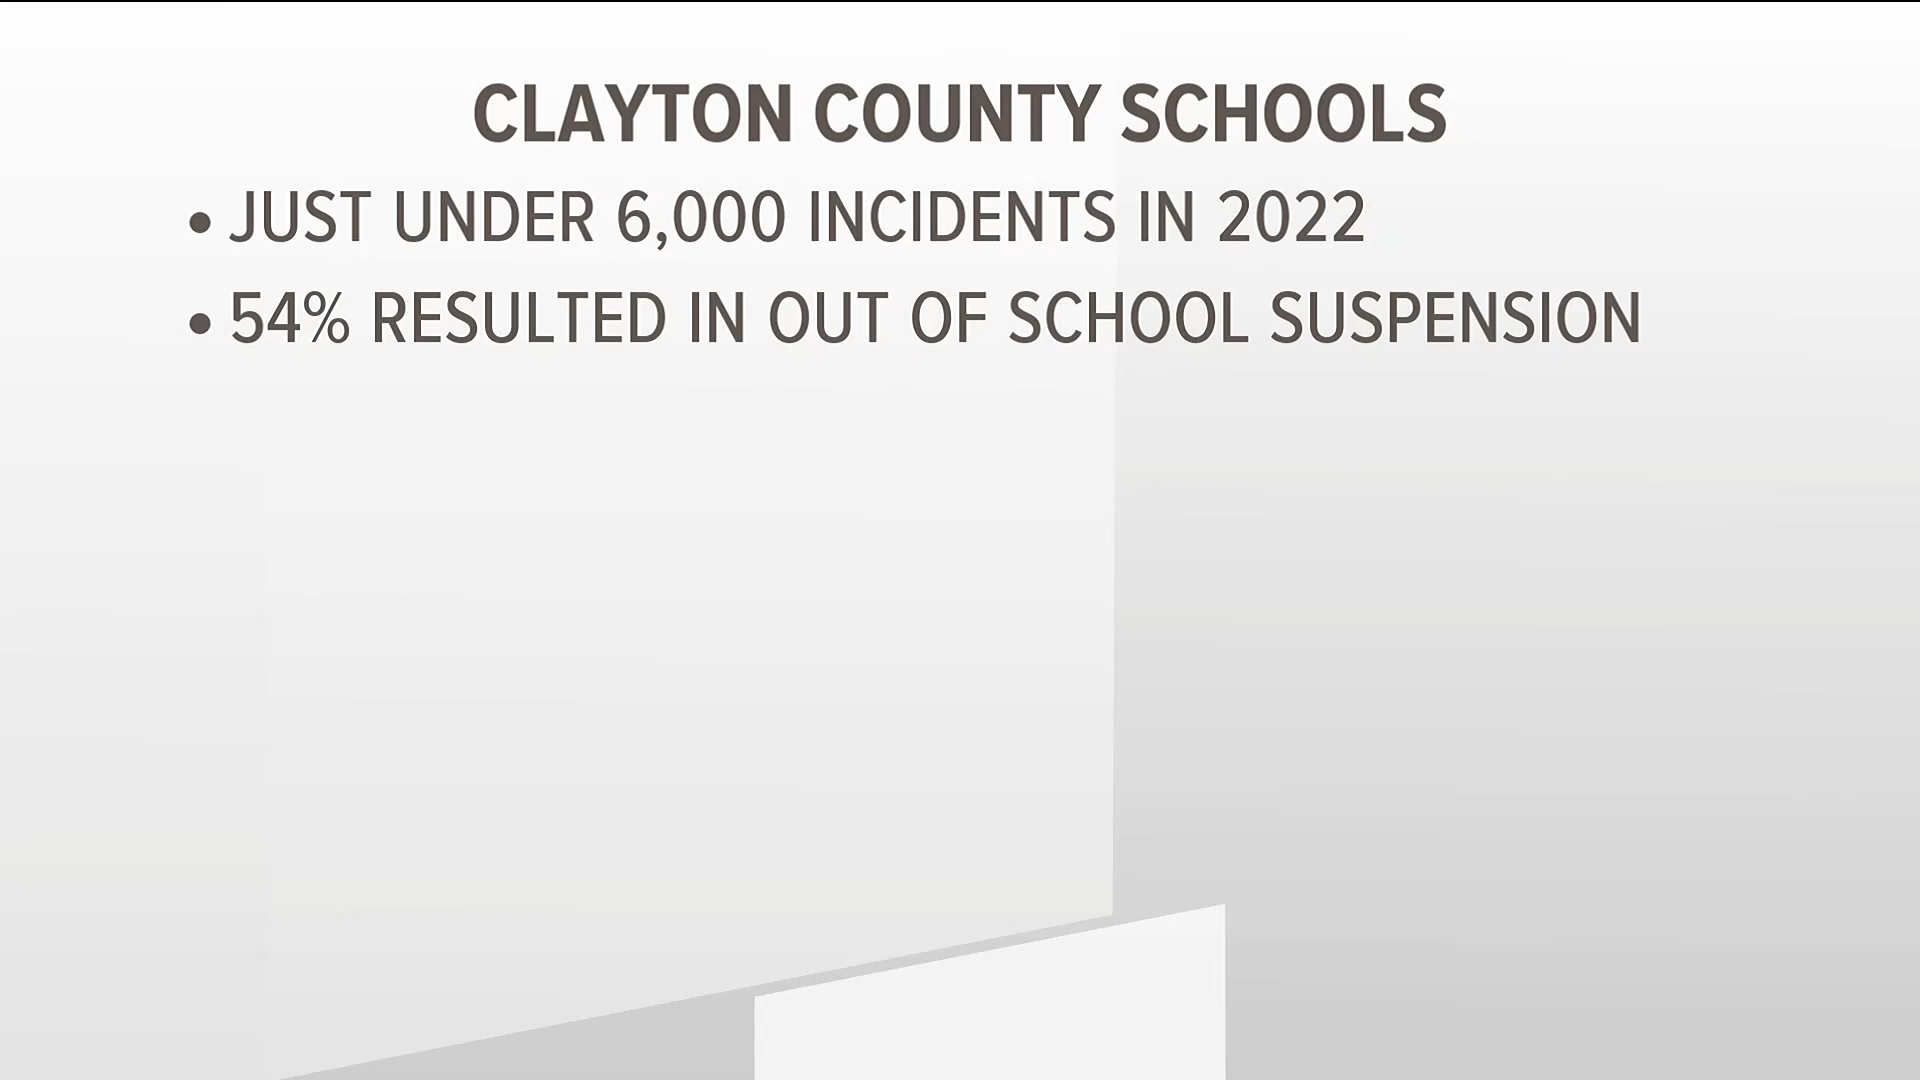 CLAYTON COUNTY SCHOOLS
• JUST UNDER 6,000 INCIDENTS IN 2022
• 54% RESULTED IN OUT OF SCHOOL SUSPENSION